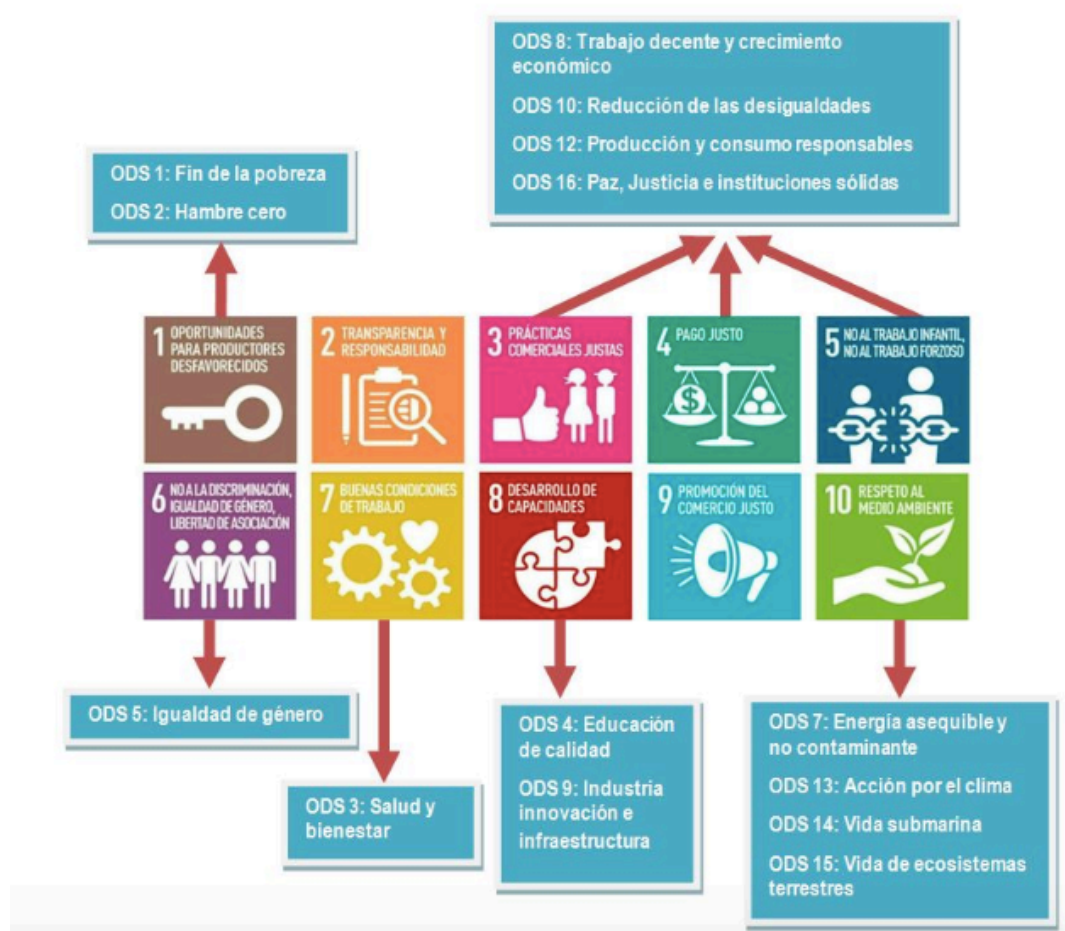 ODS 8: Trabajo decente y crecimiento
económico
ODS 10: Reducción de las desigualdades
ODS 12: Producción y consumo responsables
ODS 16: Paz, Justicia e instituciones sólidas
ODS 1: Fin de la pobreza
ODS 2: Hambre cero
1 OPORTUNIDADES
PARA PRODUCTORES
DESFAVORECIDOS
2 TRANSPARENCIA Y
RESPONSABILIDAD
3 PRÁCTICAS
COMERCIALES JUSTAS
4 PAGO JUSTO
$
5 NO AL TRABAJO INFANTIL,
NO AL TRABAJO FORZOSO
6 NO A LA DISCRIMINACIÓN,
IGUALDAD DE GÉNERO,
LIBERTAD DE ASOCIACIÓN
7 BUENAS CONDICIONES
DE TRABAJO
8 DESARROLLO DE
CAPACIDADES
9 PROMOCIÓN DEL
COMERCIO JUSTO
10 RESPETO AL
MEDIO AMBIENTE
ODS 5: Igualdad de género
ODS 3: Salud y
bienestar
ODS 4: Educación
de calidad
ODS 9: Industria
innovación e
infraestructura
ODS 7: Energía asequible y
no contaminante
ODS 13: Acción por el clima
ODS 14: Vida submarina
ODS 15: Vida de ecosistemas
terrestres